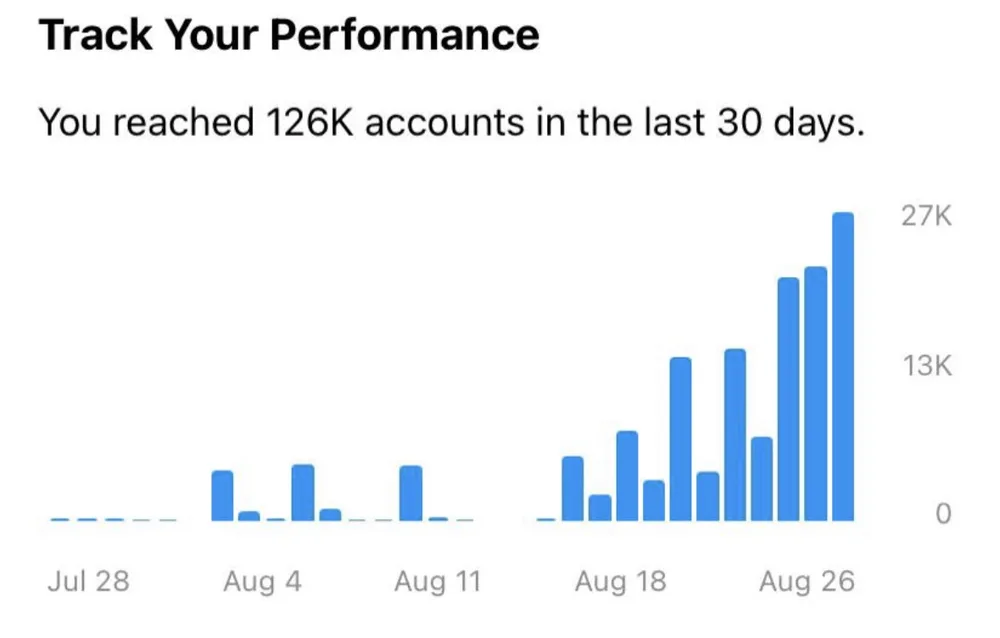 Track Your Performance
You reached 126K accounts in the last 30 days.
27K
13K
0
Jul 28 Aug 4 Aug 11 Aug 18 Aug 26